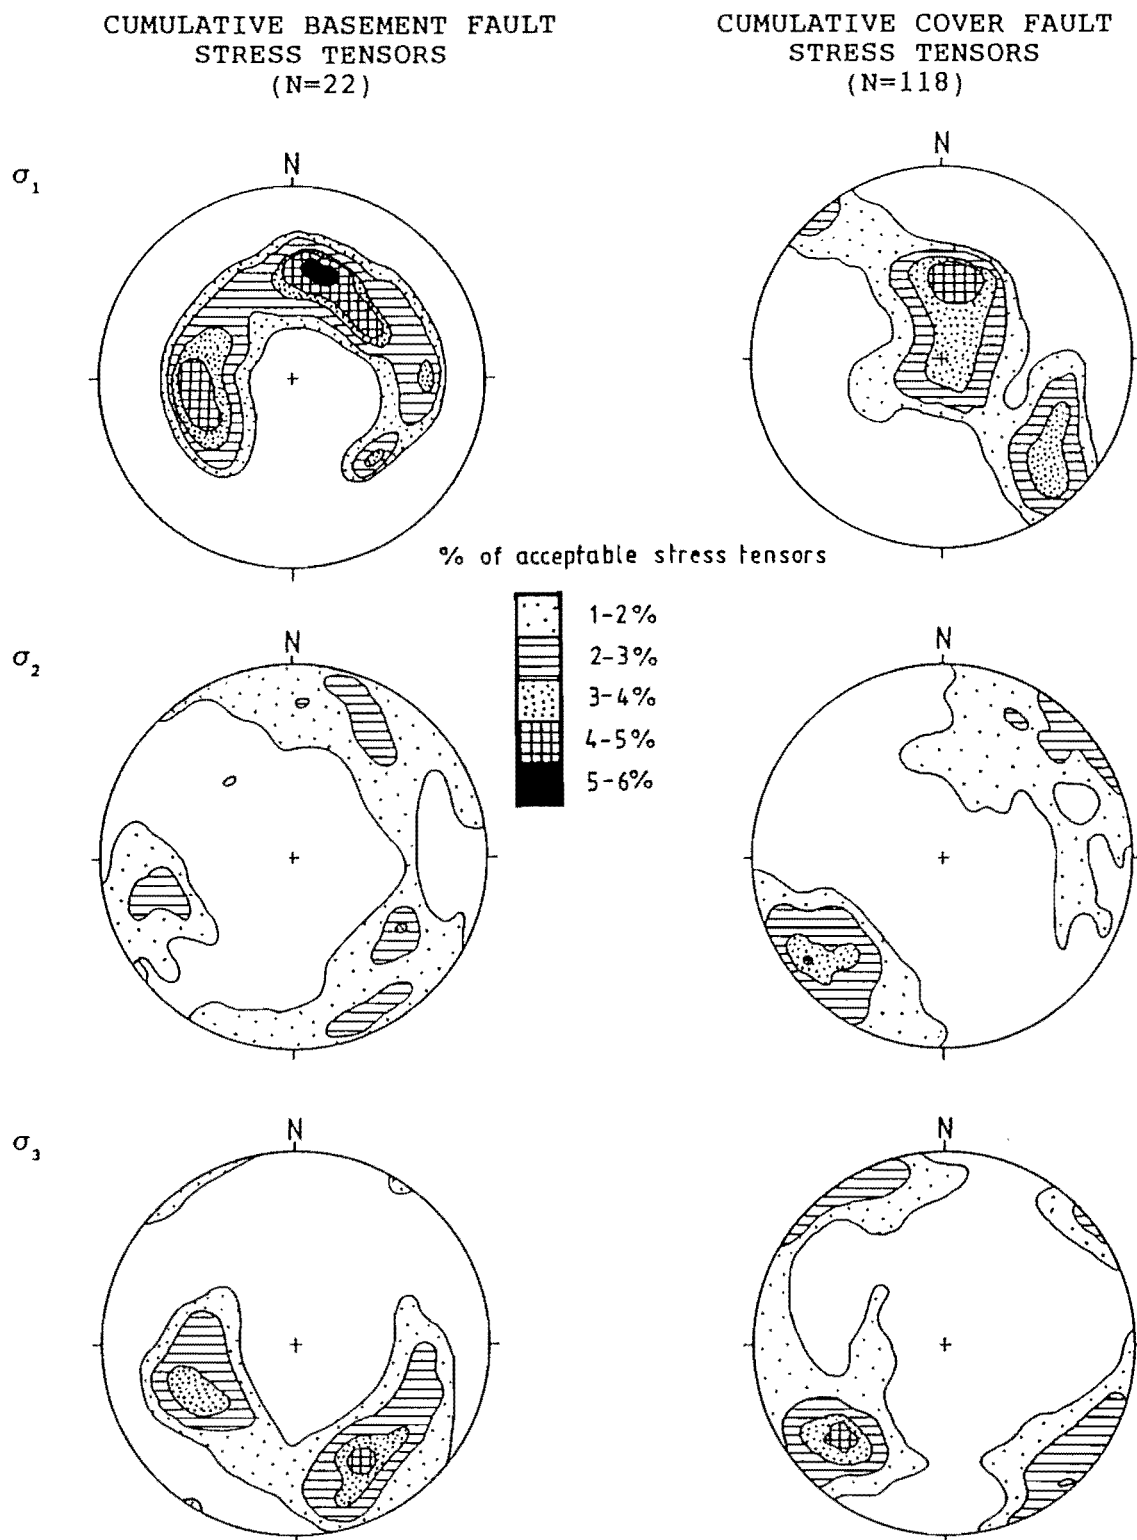 CUMULATIVE BASEMENT FAULT
STRESS TENSORS
(N=22)
CUMULATIVE COVER FAULT
STRESS TENSORS
(N=118)
σ₁
N
N
% of acceptable stress tensors
1-2%
2-3%
3-4%
4-5%
5-6%
σ₂
N
N
σ₃
N
N